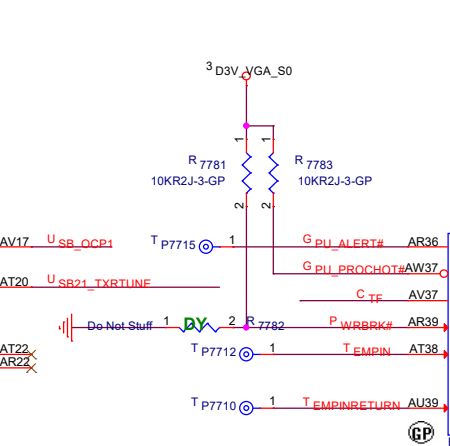 3D3V_VGA_S0
1 1
R7781 R7783
10KR2J-3-GP 10KR2J-3-GP
2 2
AV17 USB_OCP1 TP7715 1 GPU_ALERT# AR36
GPU_PROCHOT# AW37
AT20 USB21_TXRTUNE
CTF AV37
Do Not Stuff 1 DY 2 R7782 PWRBRK# AR39
AT22 TP7712 1 TEMPIN AT38
AR22
TP7710 1 TEMPINRETURN AU39
GP